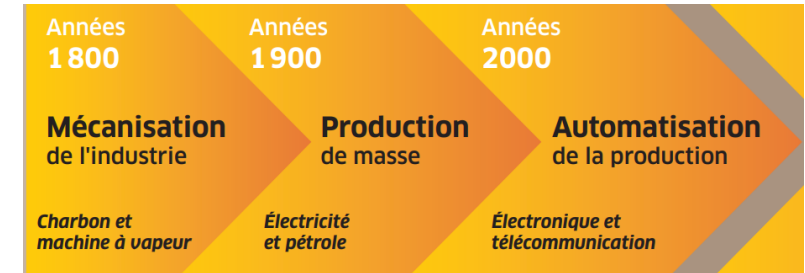 Années
1 800
Mécanisation
de l'industrie
Charbon et
machine à vapeur
Années
1 900
Production
de masse
Électricité
et pétrole
Années
2000
Automatisation
de la production
Électronique et
télécommunication